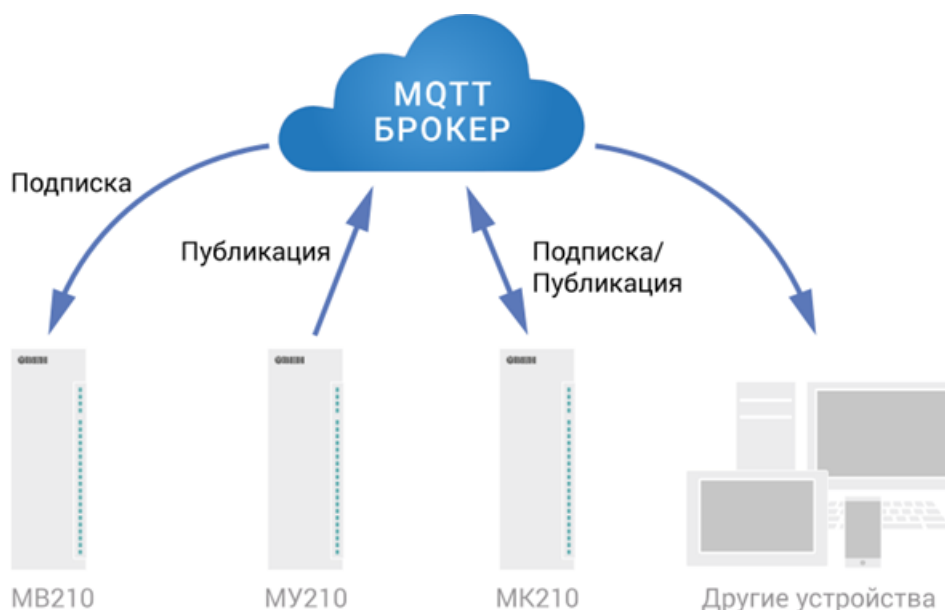 MQTT
БРОКЕР
Подписка
Публикация
Подписка/
Публикация
МВ210
МУ210
МК210
Другие устройства